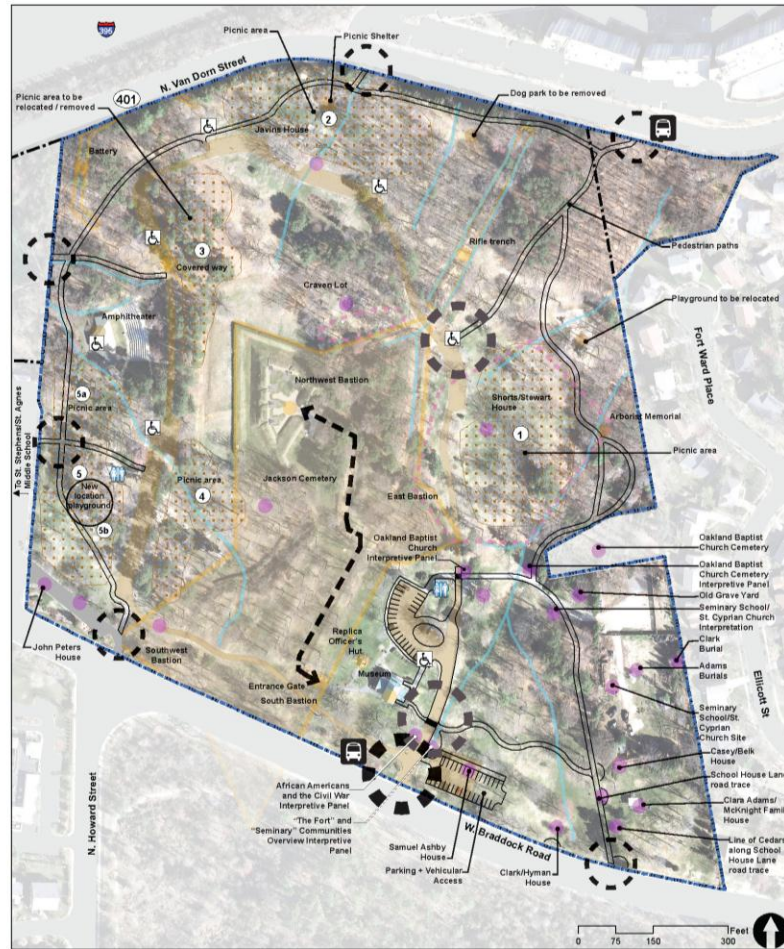 395
N. Van Dorn Street
401
Picnic area
Picnic Shelter
Picnic area to be
relocated / removed
Dog park to be removed
2
Javins House
Battery
Rifle trench
Pedestrian paths
3
Covered way
Craven Lot
Playground to be relocated
Amphitheater
Fort Ward Place
Northwest Bastion
Shorts/Stewart
House
1
Arborist Memorial
5a
Picnic area
To St. Stephens/St. Agnes
Middle School
Picnic area
5
New
location
playground
5b
Picnic area
4
Jackson Cemetery
East Bastion
Oakland Baptist
Church
Interpretive Panel
Oakland Baptist
Church Cemetery
Oakland Baptist
Church Cemetery
Interpretive Panel
Old Grave Yard
Seminary School/
St. Cyprian Church
Interpretation
Clark
Burial
Adams
Burials
Ellicott St
John Peters
House
Southwest
Bastion
Replica
Officer's
Hut
Museum
Entrance Gate
South Bastion
Seminary
School/St.
Cyprian
Church Site
Casey/Belk
House
School House Lane
road trace
Clara Adams/
McKnight Family
House
Line of Cedars
along School
House Lane
road trace
N. Howard Street
African Americans
and the Civil War
Interpretive Panel
"The Fort" and
"Seminary" Communities
Overview Interpretive
Panel
Samuel Ashby
House
Parking + Vehicular
Access
W. Braddock Road
Clark/Hyman
House
Feet
0 75 150 300